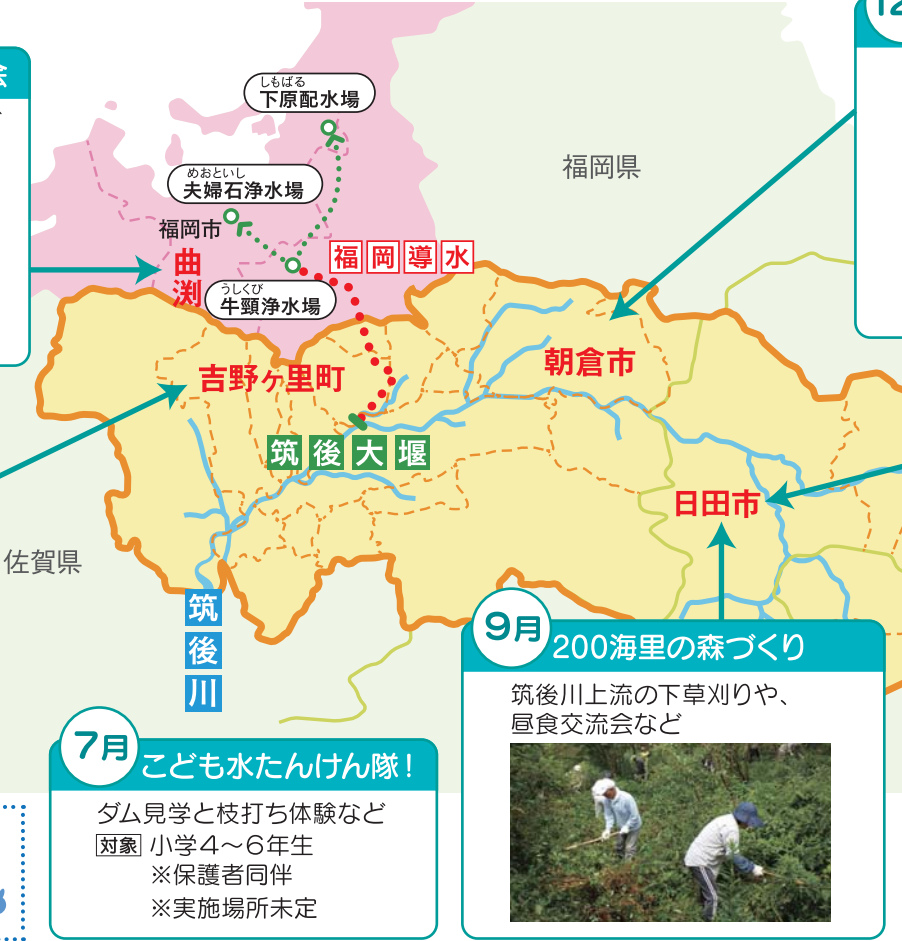 12
会
しもばる
下原配水場
福岡県
めおといし
夫婦石浄水場
福岡市
曲
渕
福岡導水
うしくび
牛頸浄水場
朝倉市
吉野ヶ里町
筑後大堰
日田市
佐賀県
筑
後
川
9月
200海里の森づくり
筑後川上流の下草刈りや、
昼食交流会など
7月
こども水たんけん隊!
ダム見学と枝打ち体験など
対象 小学4〜6年生
※保護者同伴
※実施場所未定